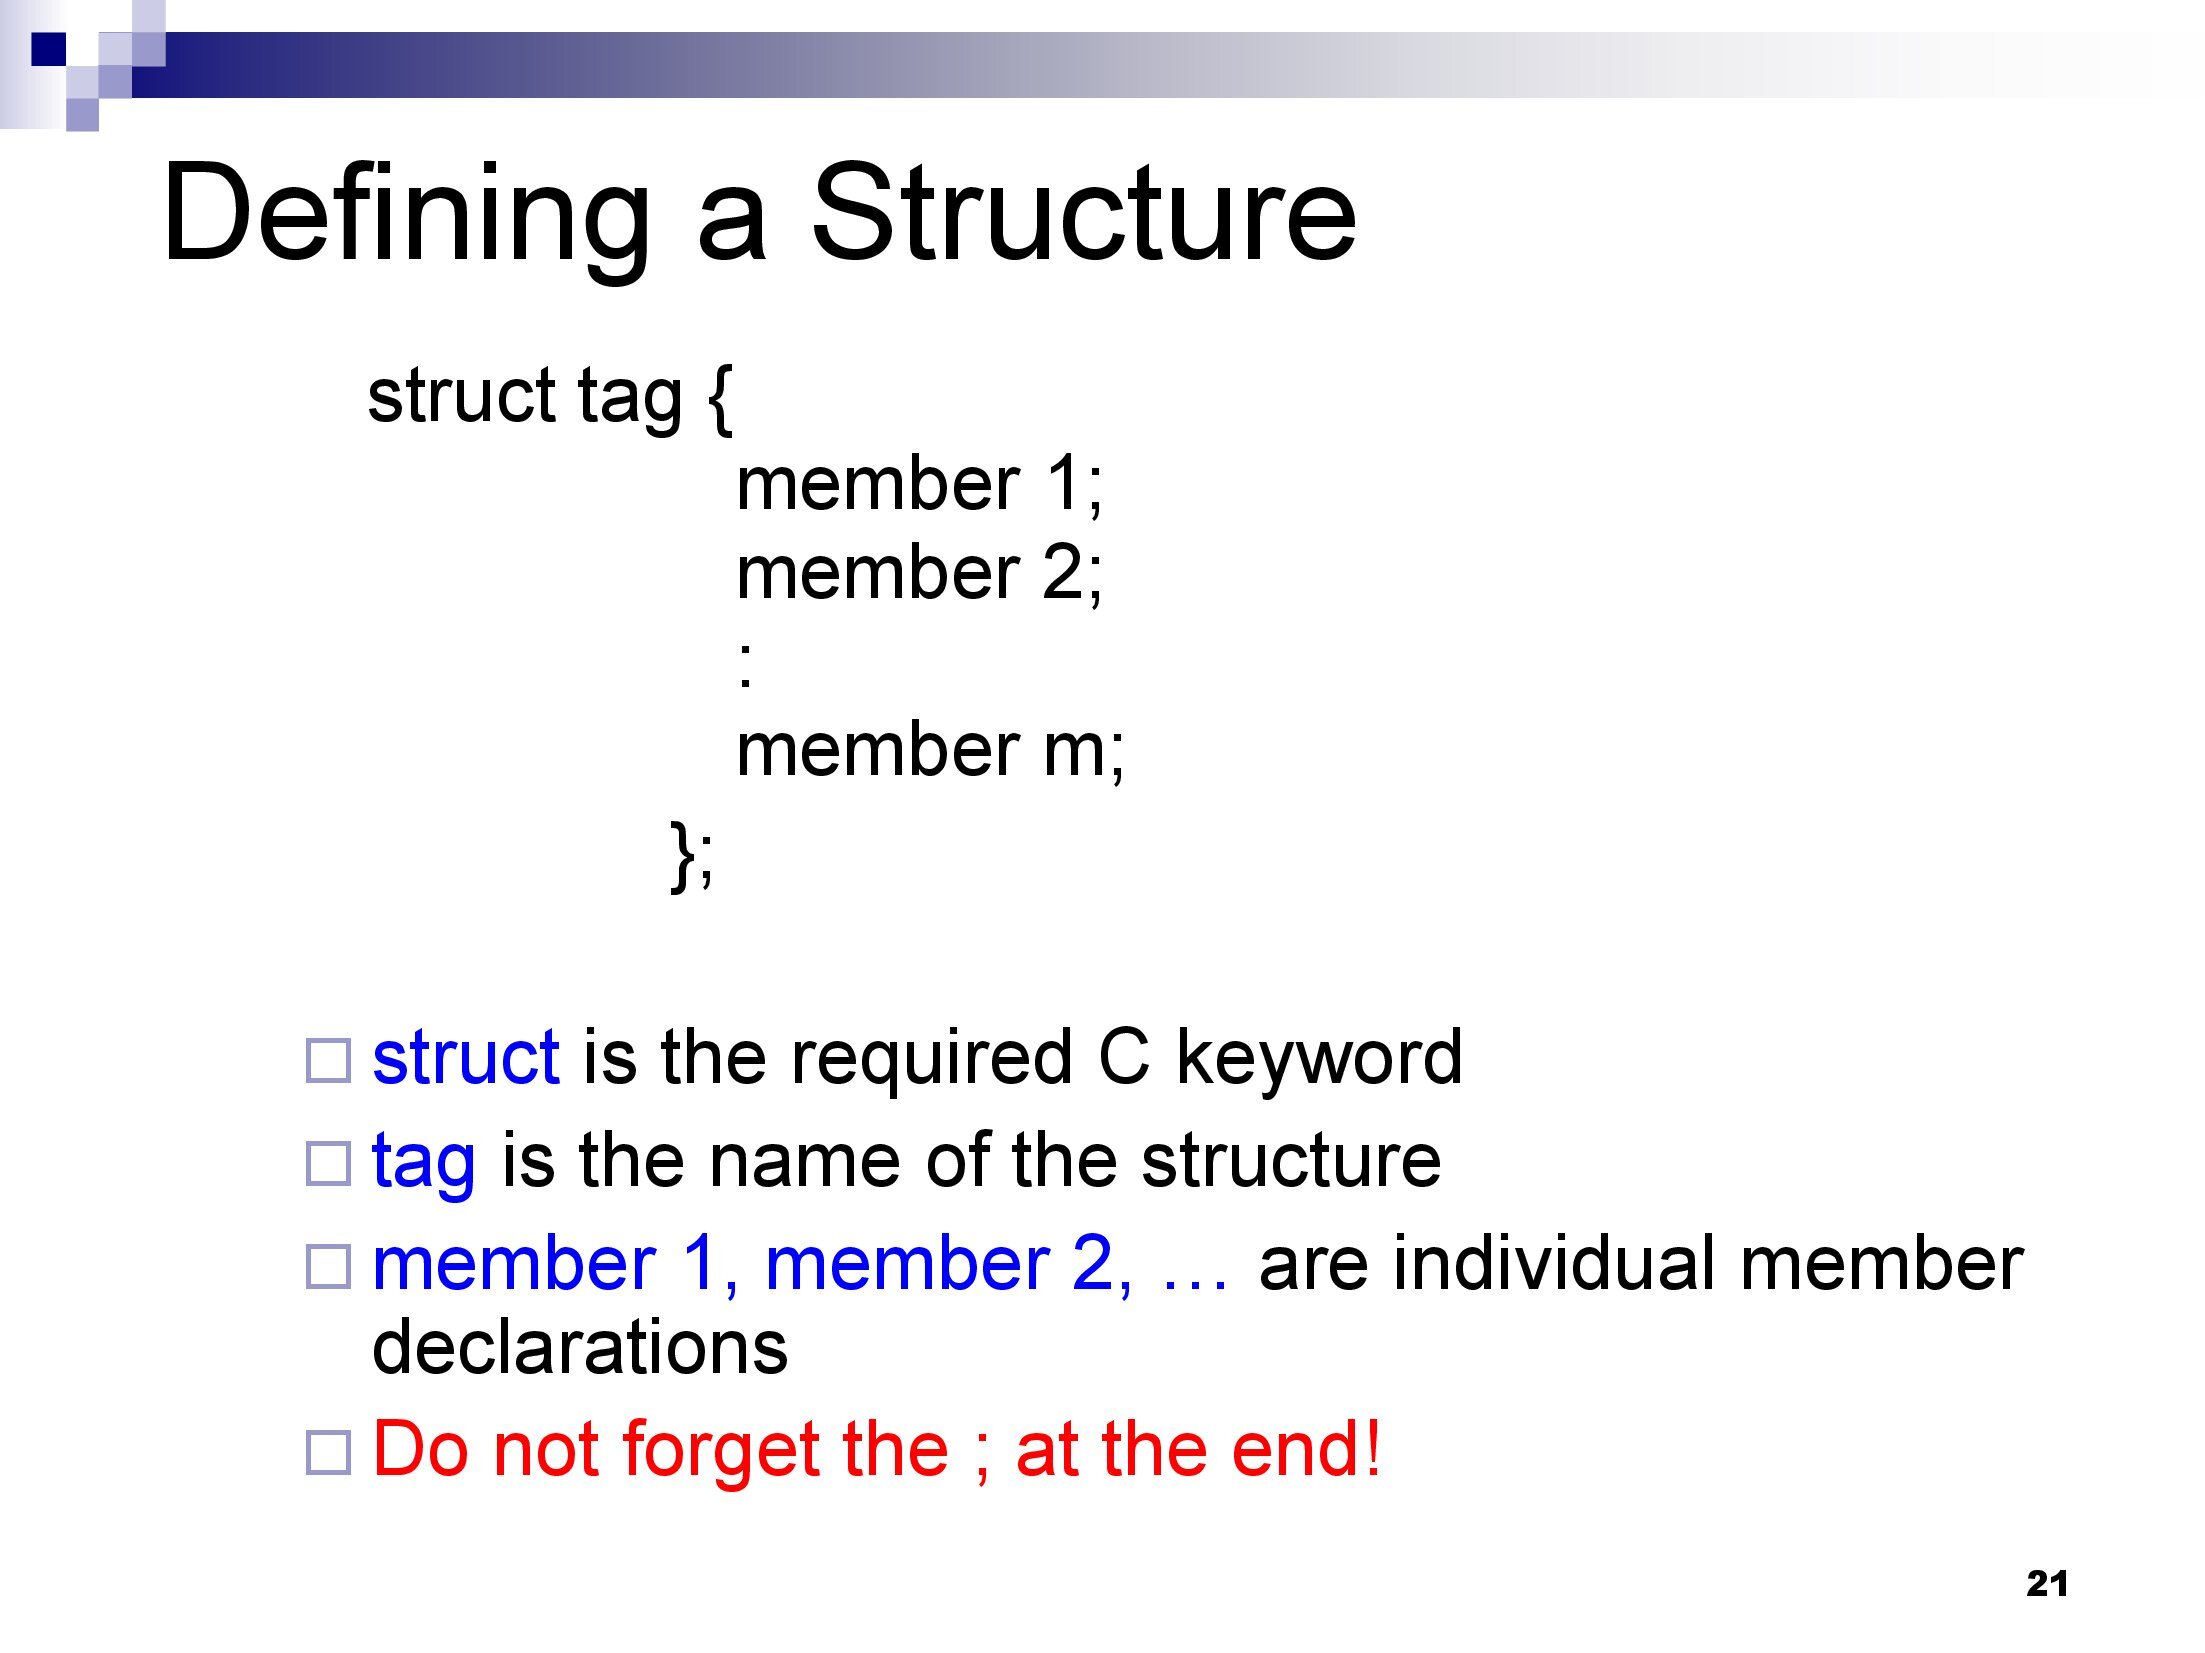 Defining a Structure
struct tag {
member 1;
member 2;
:
member m;
};
struct is the required C keyword
tag is the name of the structure
member 1, member 2, … are individual member
declarations
Do not forget the ; at the end!
21